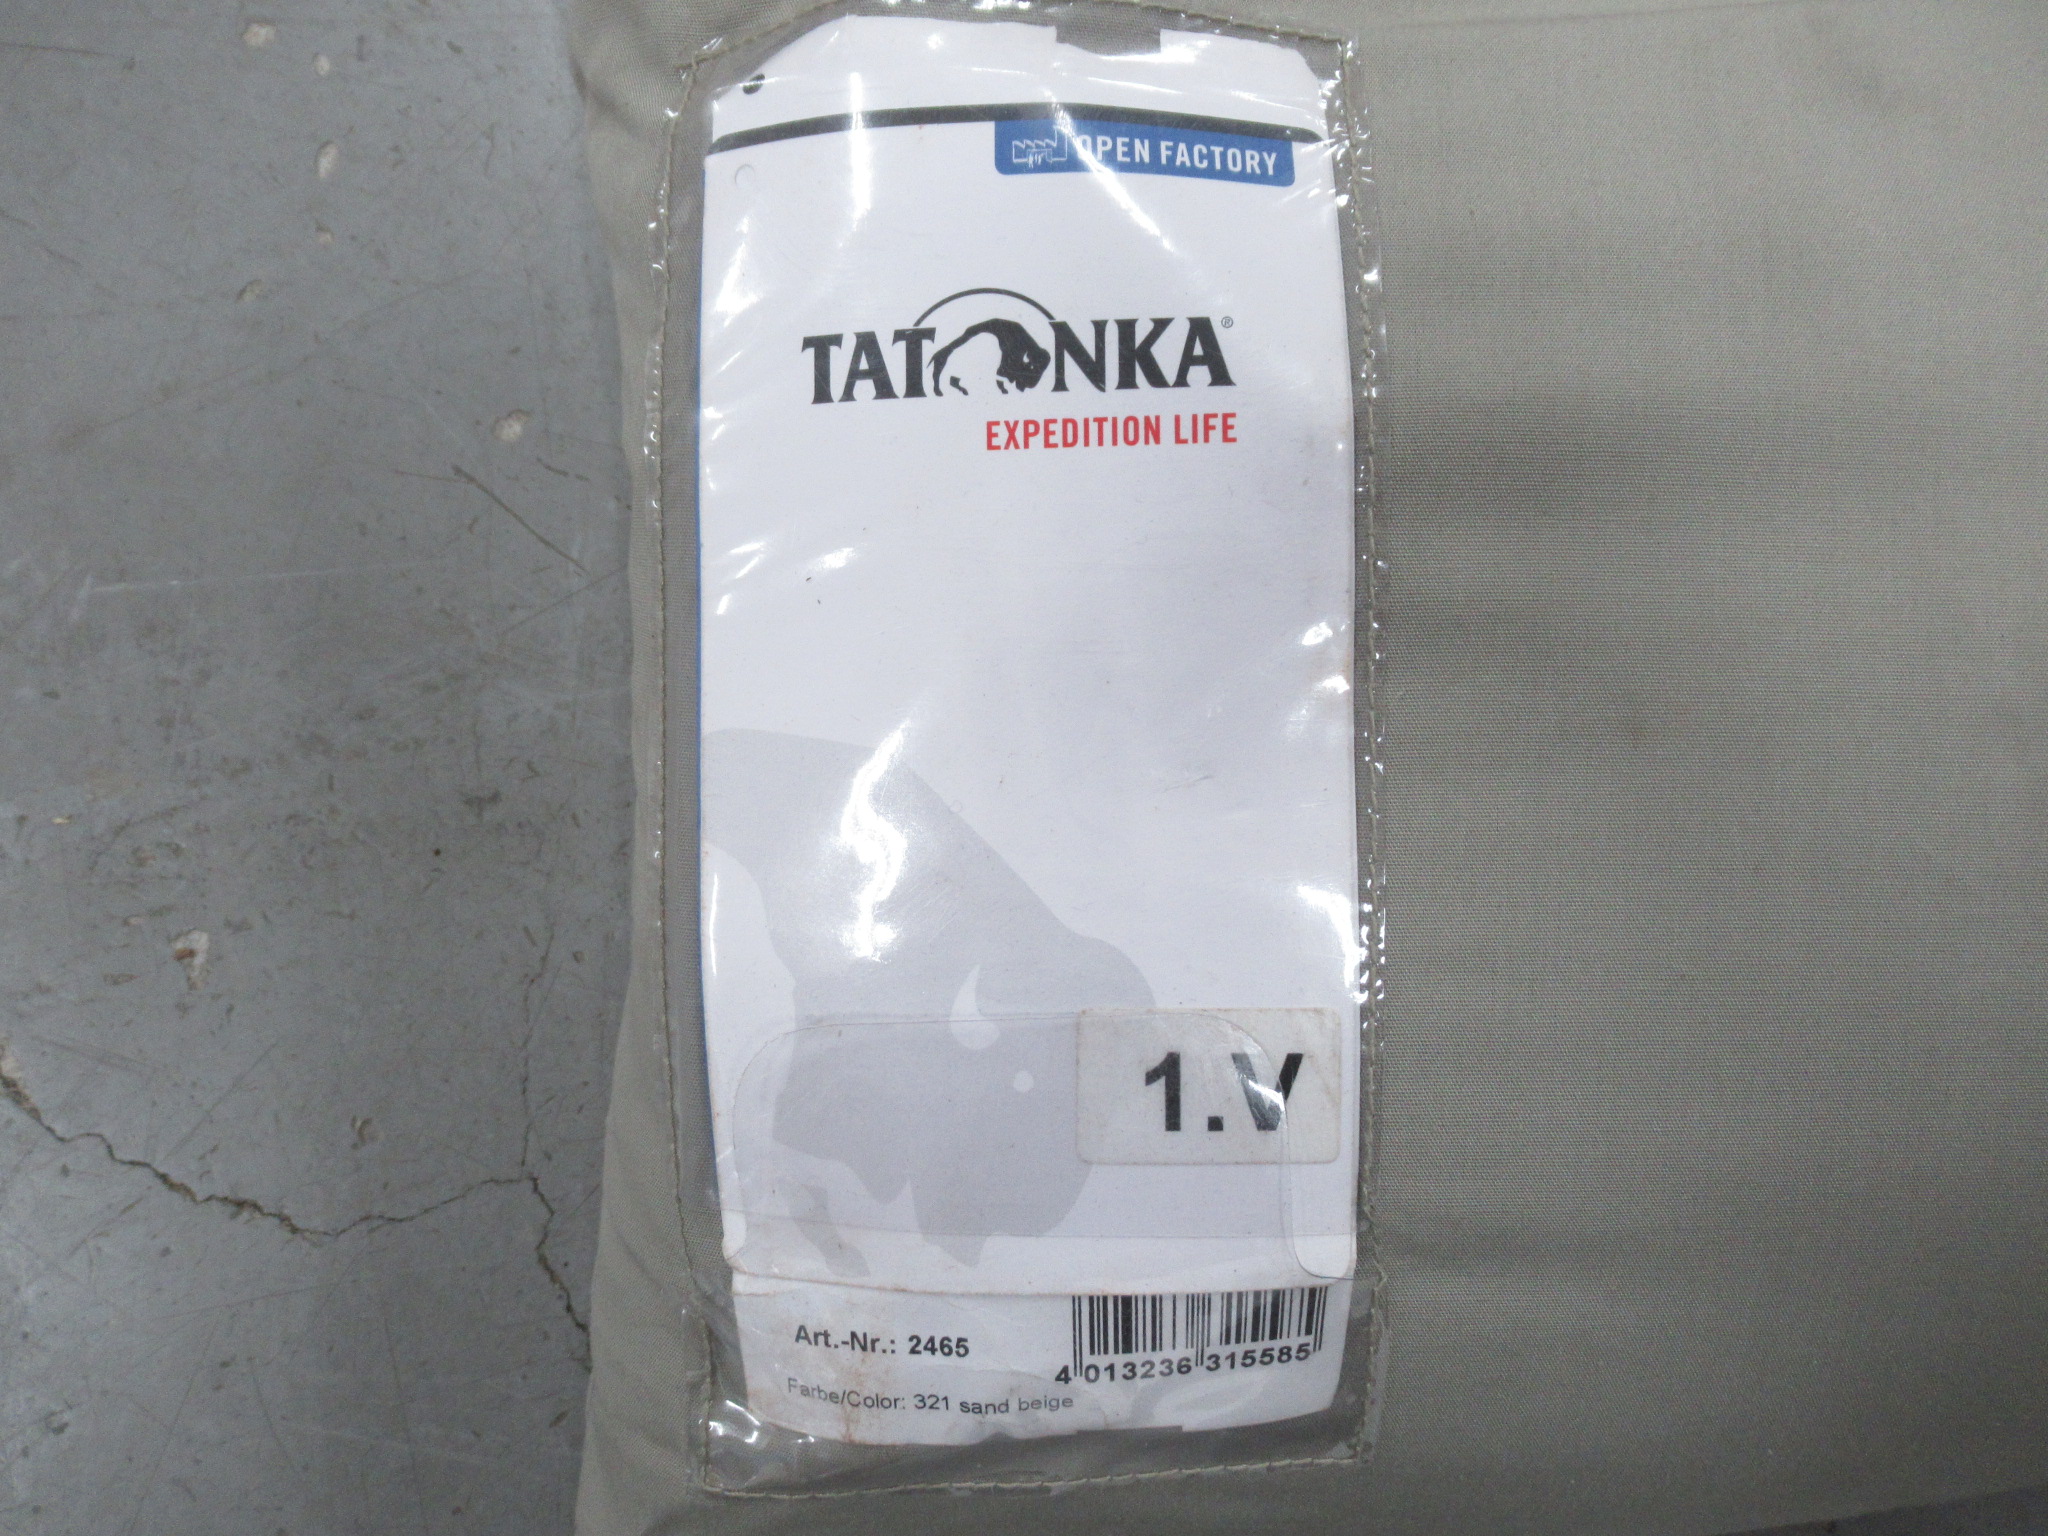 OPEN FACTORY
TATONKA®
EXPEDITION LIFE
1.V
Art.-Nr.: 2465
4 013236 315585
Farbe/Color: 321 sand beige